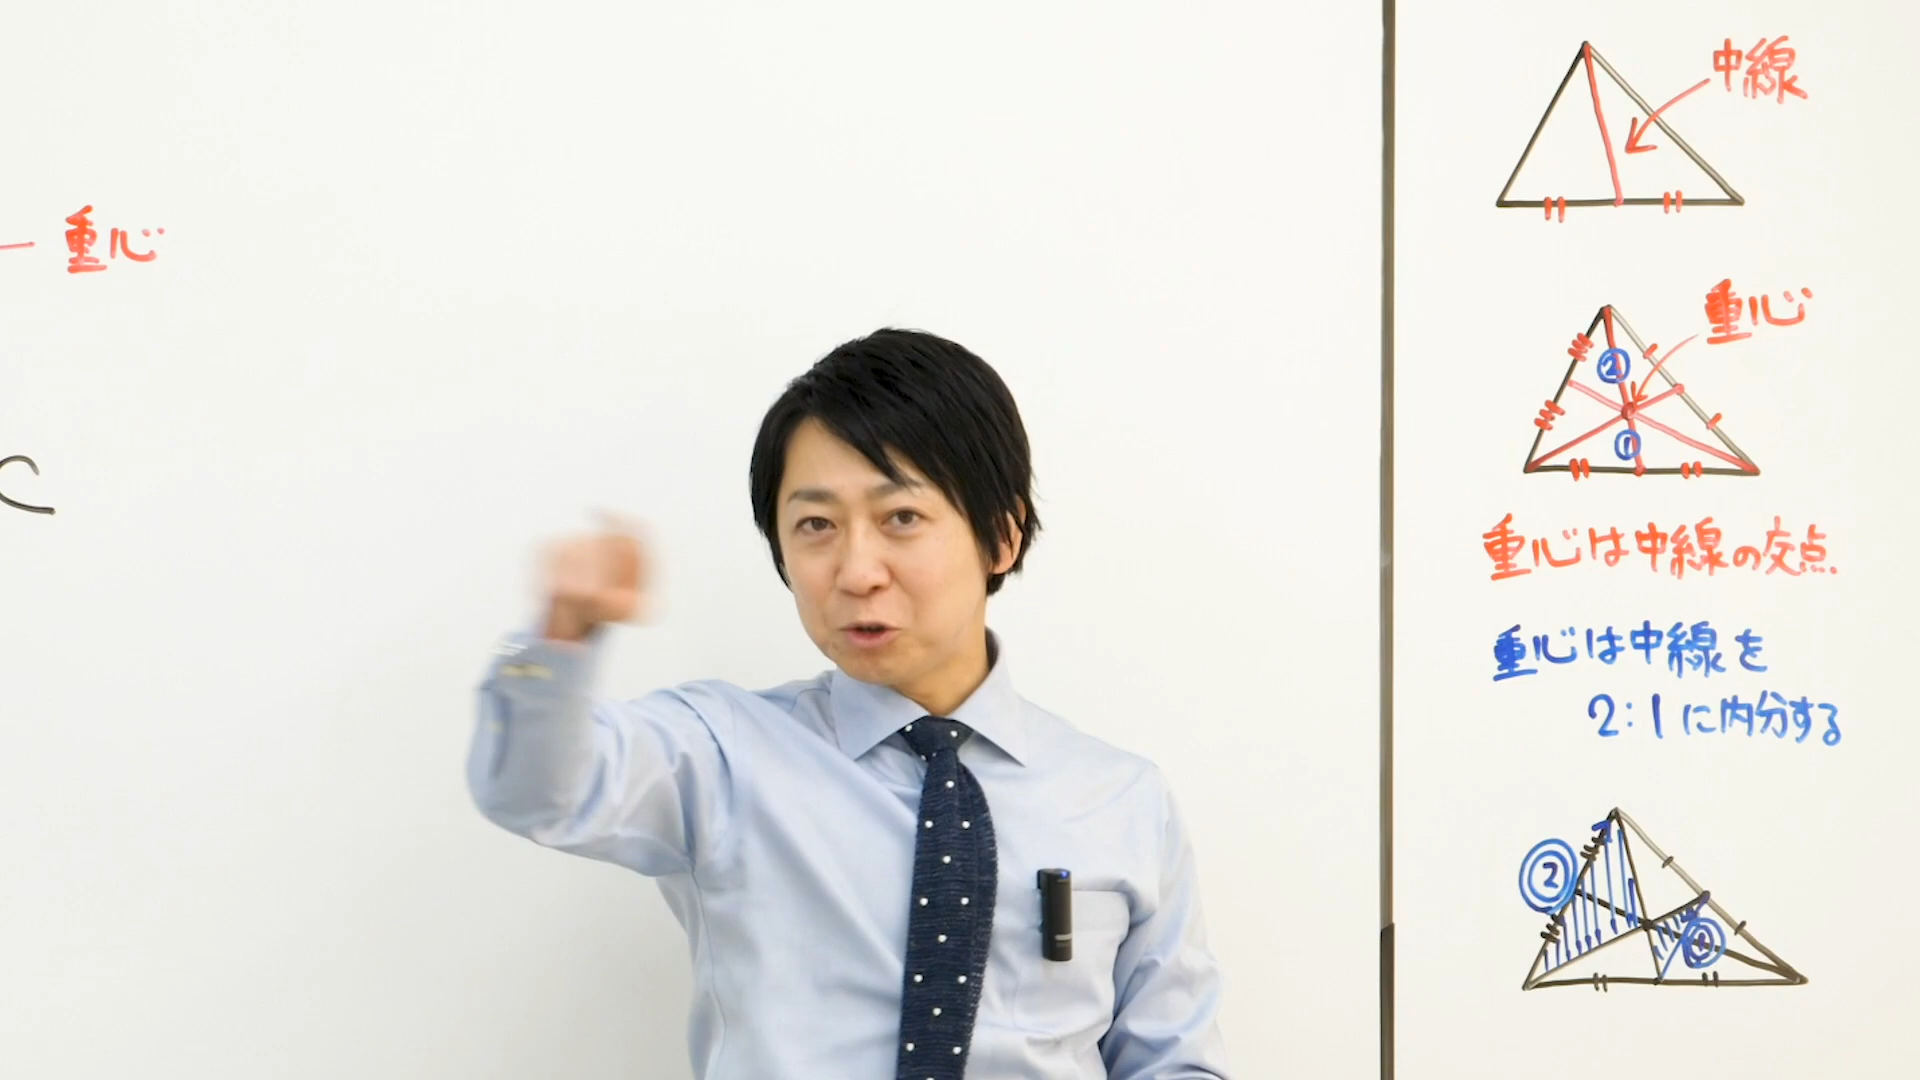 重心
C
中線
重心
②
①
重心は中線の交点
重心は中線を
2:1に内分する
②
①